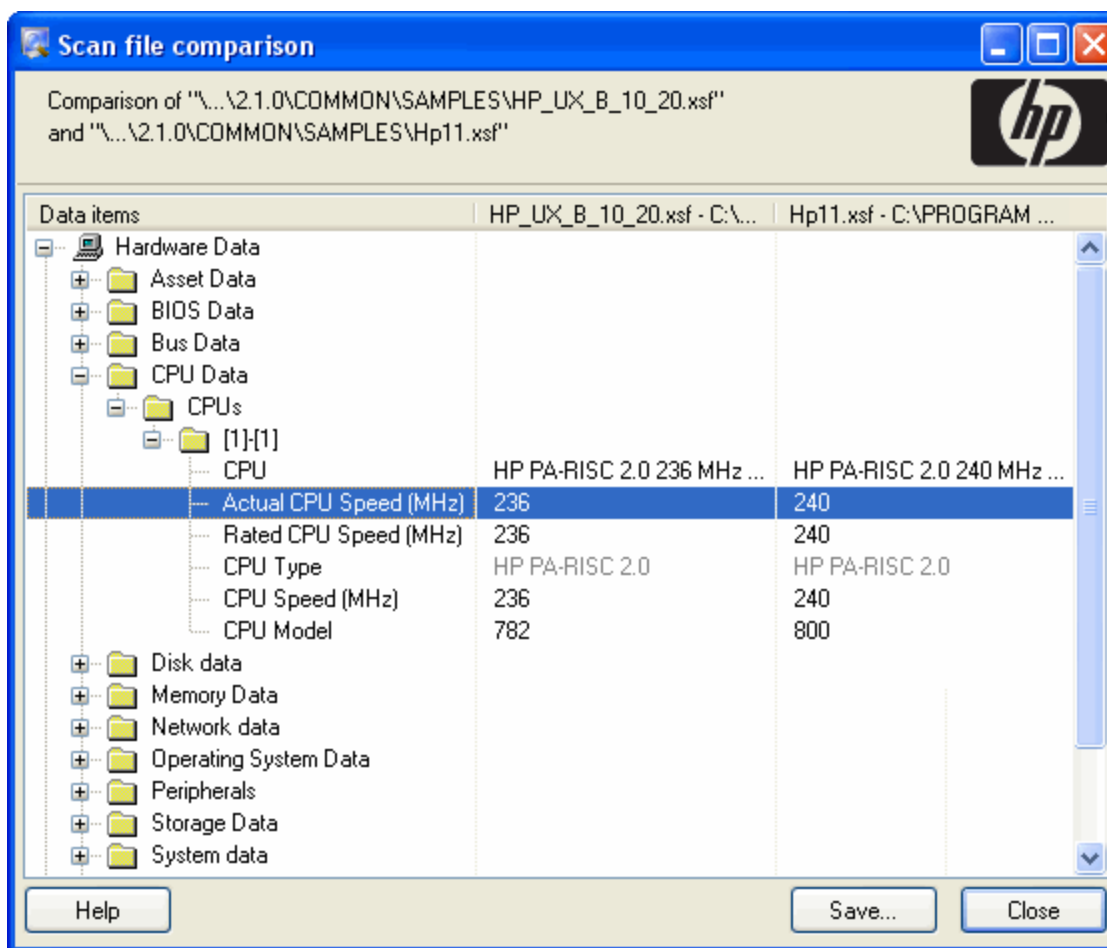 Scan file comparison
Comparison of "\...\2.1.0\COMMON\SAMPLES\HP_UX_B_10_20.xsf"
and "\...\2.1.0\COMMON\SAMPLES\Hp11.xsf"
hp
Data items HP_UX_B_10_20.xsf - C:\... Hp11.xsf - C:\PROGRAM ...
Hardware Data
Asset Data
BIOS Data
Bus Data
CPU Data
CPUs
[1]-[1]
CPU HP PA-RISC 2.0 236 MHz ... HP PA-RISC 2.0 240 MHz ...
Actual CPU Speed (MHz) 236 240
Rated CPU Speed (MHz) 236 240
CPU Type HP PA-RISC 2.0 HP PA-RISC 2.0
CPU Speed (MHz) 236 240
CPU Model 782 800
Disk data
Memory Data
Network data
Operating System Data
Peripherals
Storage Data
System data
Help Save... Close